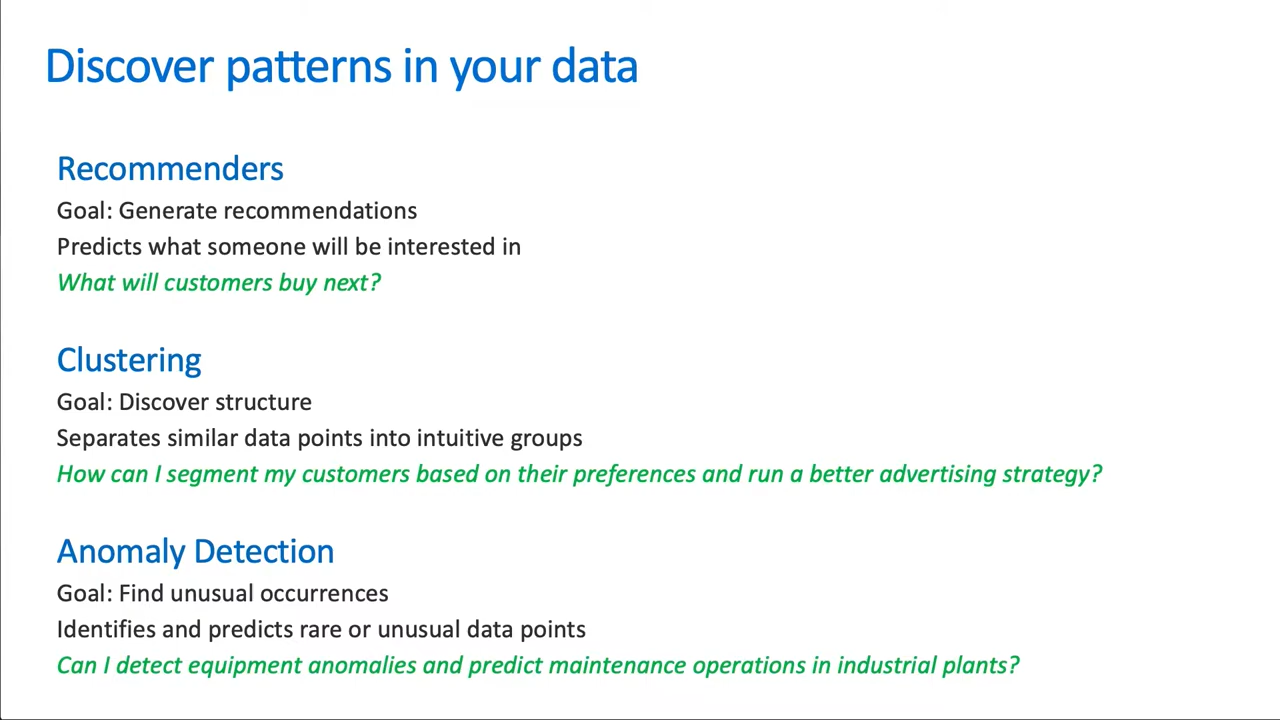 Discover patterns in your data
Recommenders
Goal: Generate recommendations
Predicts what someone will be interested in
What will customers buy next?
Clustering
Goal: Discover structure
Separates similar data points into intuitive groups
How can I segment my customers based on their preferences and run a better advertising strategy?
Anomaly Detection
Goal: Find unusual occurrences
Identifies and predicts rare or unusual data points
Can I detect equipment anomalies and predict maintenance operations in industrial plants?